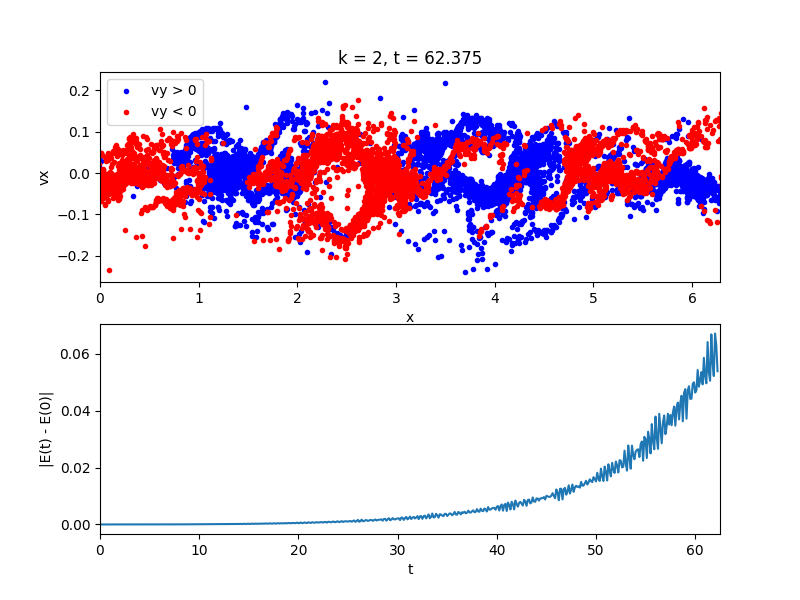 k = 2, t = 62.375
vx
0.2
0.1
0.0
−0.1
−0.2
vy > 0
vy < 0
0 1 2 3 4 5 6
x
|E(t) - E(0)|
0.06
0.04
0.02
0.00
0 10 20 30 40 50 60
t